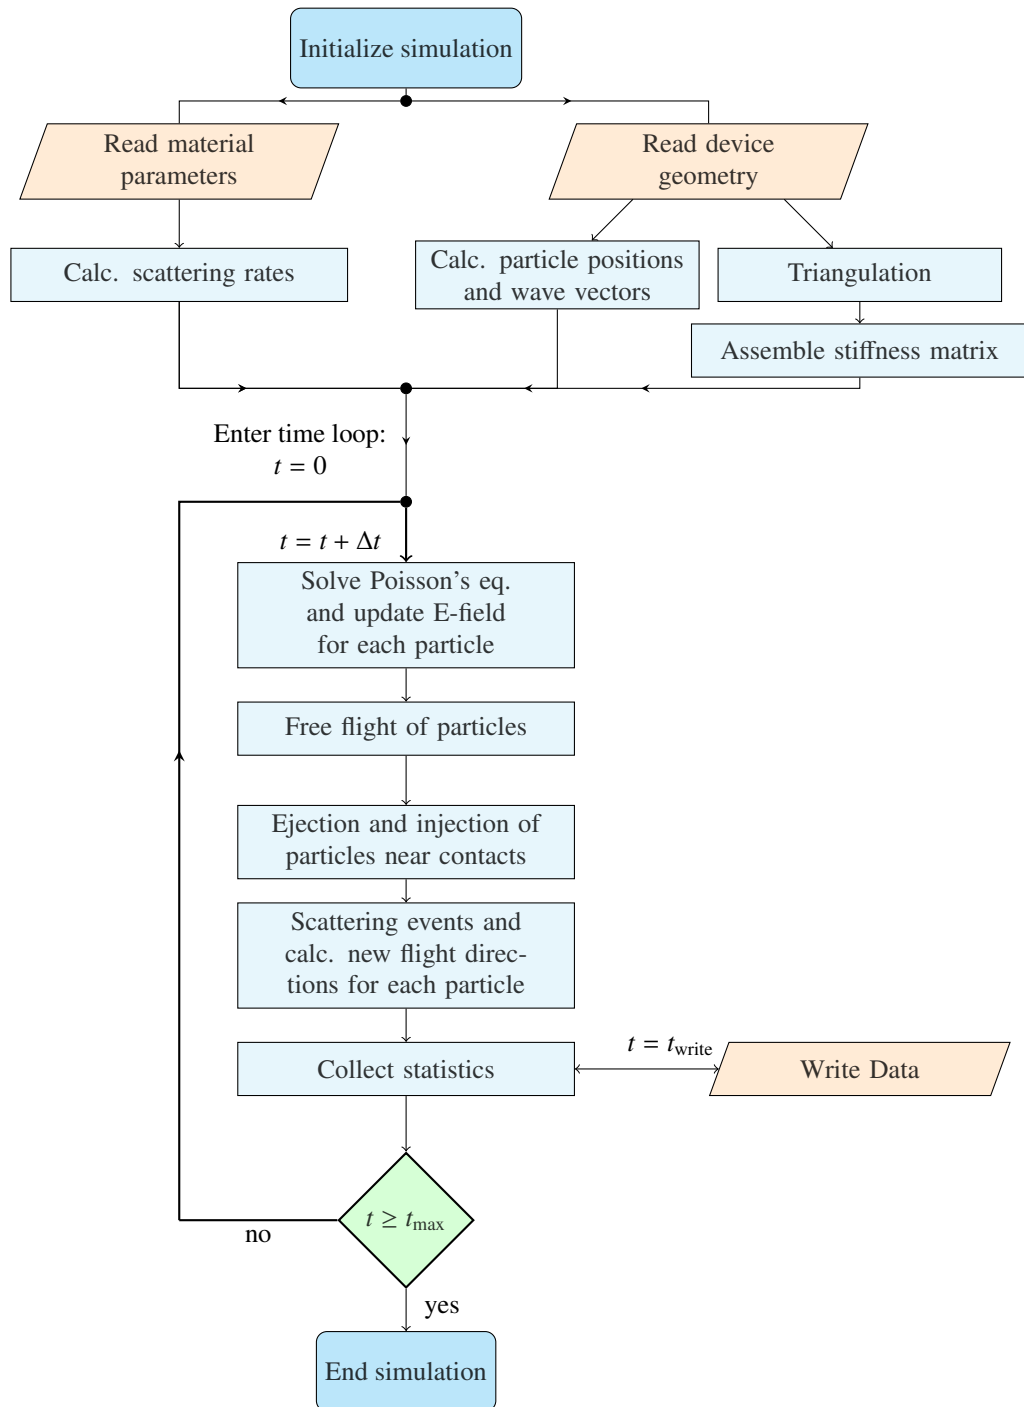 Initialize simulation
Read material
parameters
Read device
geometry
Calc. scattering rates
Calc. particle positions
and wave vectors
Triangulation
Assemble stiffness matrix
Enter time loop:
t = 0
t = t + Δt
Solve Poisson's eq.
and update E-field
for each particle
Free flight of particles
Ejection and injection of
particles near contacts
Scattering events and
calc. new flight direc-
tions for each particle
Collect statistics
t = t_write
Write Data
t ≥ t_max
no
yes
End simulation